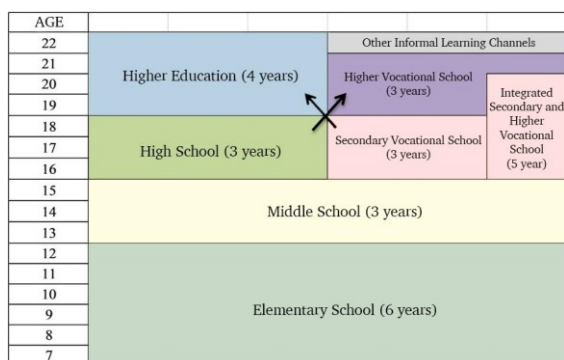 AGE
22
21
20
19
18
17
16
15
14
13
12
11
10
9
8
7
Other Informal Learning Channels
Higher Education (4 years)
Higher Vocational School
(3 years)
Integrated
Secondary and
Higher
Vocational
School
(5 year)
High School (3 years)
Secondary Vocational School
(3 years)
Middle School (3 years)
Elementary School (6 years)